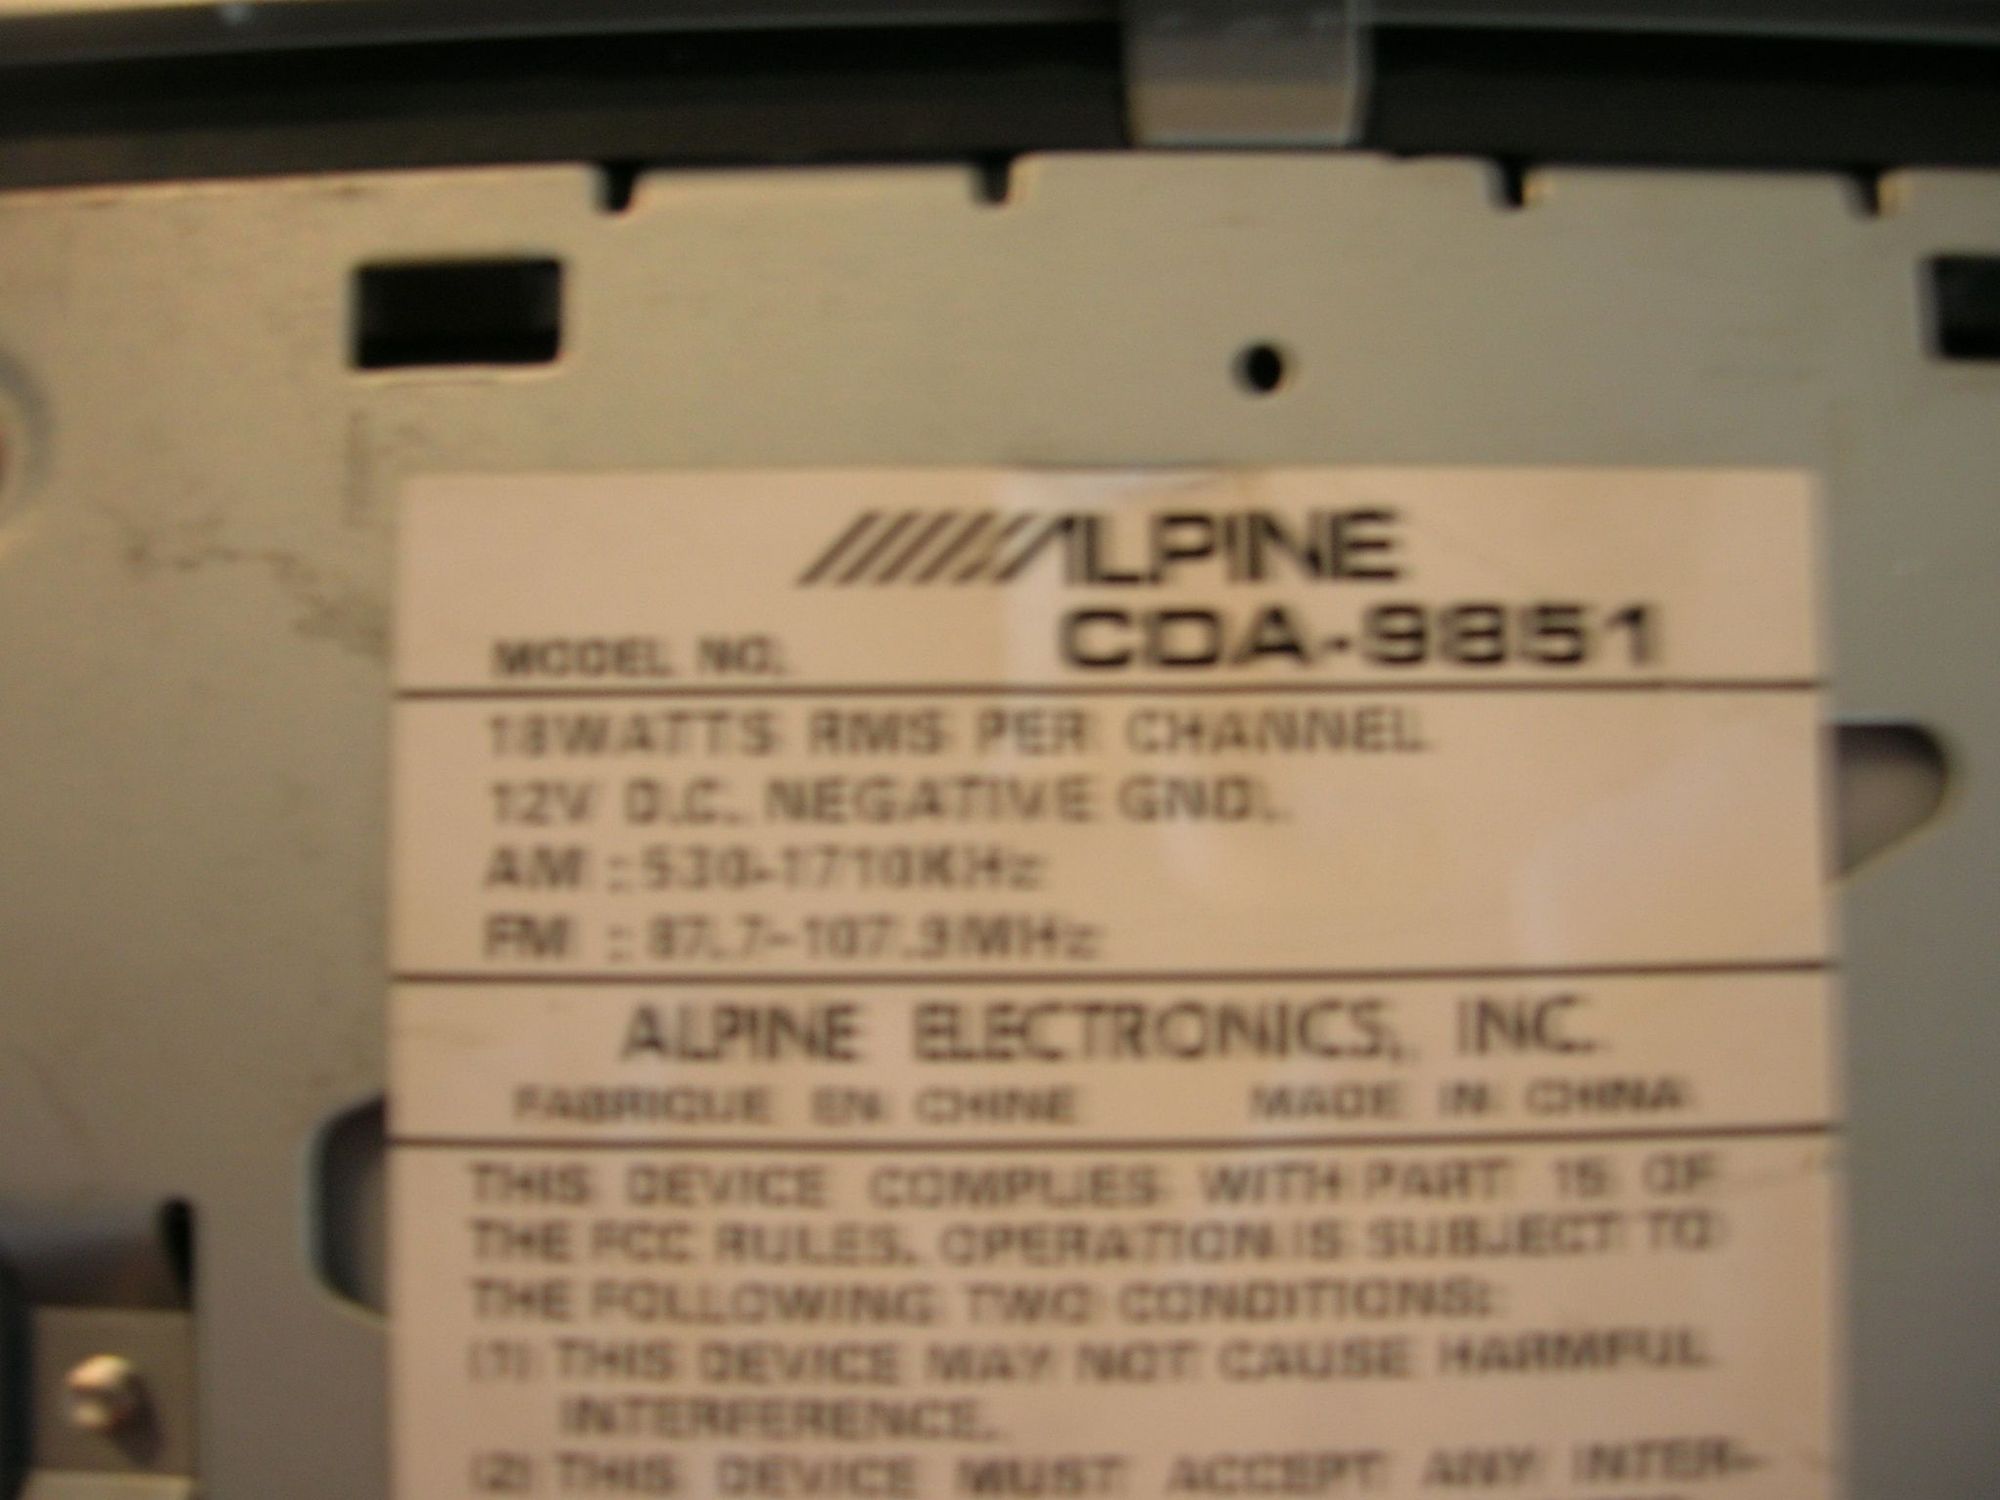 ALPINE
MODEL NO. CDA-9851
18WATTS RMS PER CHANNEL
12V D.C. NEGATIVE GND.
AM : 530-1710KHz
FM : 87.7-107.9MHz
ALPINE ELECTRONICS, INC.
FABRIQUE EN CHINE MADE IN CHINA
THIS DEVICE COMPLIES WITH PART 15 OF
THE FCC RULES. OPERATION IS SUBJECT TO
THE FOLLOWING TWO CONDITIONS:
(1) THIS DEVICE MAY NOT CAUSE HARMFUL
INTERFERENCE.
(2) THIS DEVICE MUST ACCEPT ANY INTER-